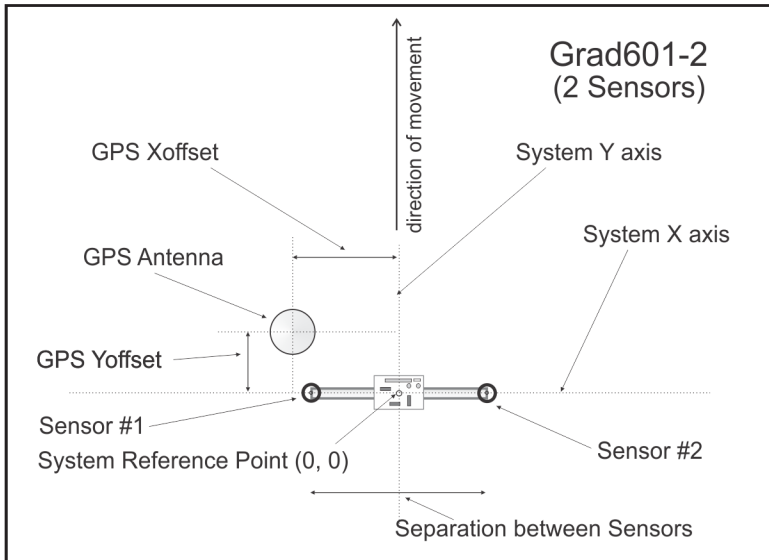 Grad601-2
(2 Sensors)
direction of movement
GPS Xoffset
System Y axis
System X axis
GPS Antenna
GPS Yoffset
Sensor #1
System Reference Point (0, 0)
Sensor #2
Separation between Sensors